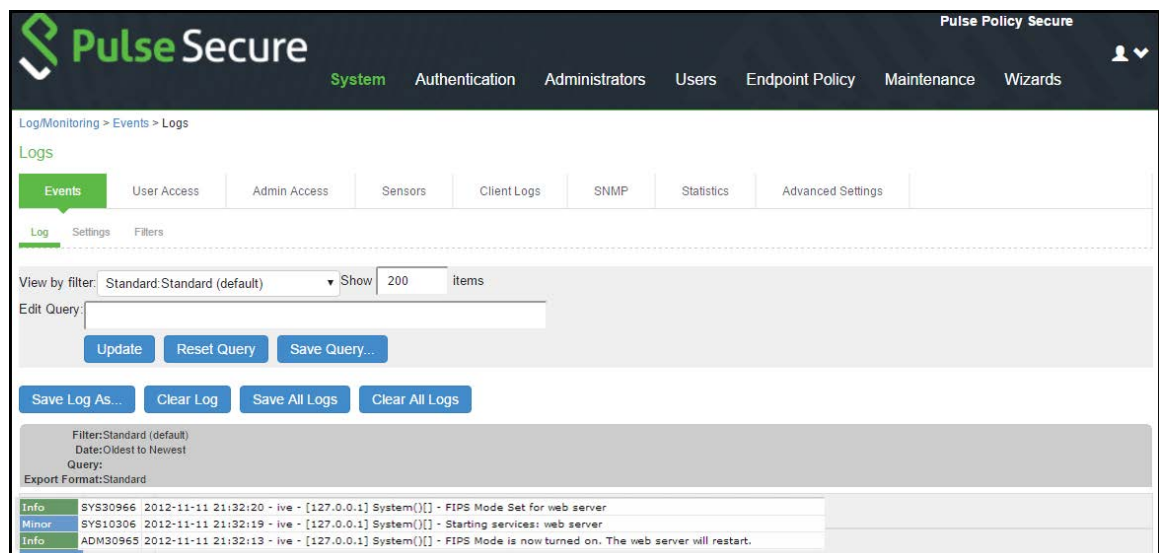 Pulse Policy Secure
Pulse Secure
System Authentication Administrators Users Endpoint Policy Maintenance Wizards
Log/Monitoring > Events > Logs
Logs
Events User Access Admin Access Sensors Client Logs SNMP Statistics Advanced Settings
Log Settings Filters
View by filter: Standard:Standard (default) Show 200 items
Edit Query:
Update Reset Query Save Query...
Save Log As... Clear Log Save All Logs Clear All Logs
Filter:Standard (default)
Date:Oldest to Newest
Query:
Export Format:Standard
Info SYS30966 2012-11-11 21:32:20 - ive - [127.0.0.1] System()[] - FIPS Mode Set for web server
Minor SYS10306 2012-11-11 21:32:19 - ive - [127.0.0.1] System()[] - Starting services: web server
Info ADM30965 2012-11-11 21:32:13 - ive - [127.0.0.1] System()[] - FIPS Mode is now turned on. The web server will restart.